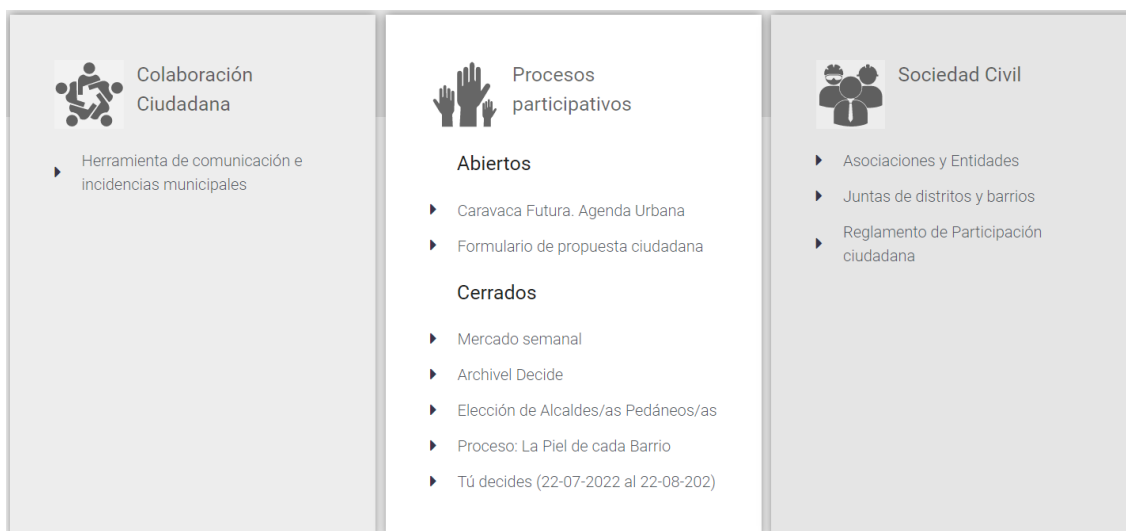 Colaboración
Ciudadana
Herramienta de comunicación e
incidencias municipales
Procesos
participativos
Abiertos
Caravaca Futura. Agenda Urbana
Formulario de propuesta ciudadana
Cerrados
Mercado semanal
Archivel Decide
Elección de Alcaldes/as Pedáneos/as
Proceso: La Piel de cada Barrio
Tú decides (22-07-2022 al 22-08-202)
Sociedad Civil
Asociaciones y Entidades
Juntas de distritos y barrios
Reglamento de Participación
ciudadana